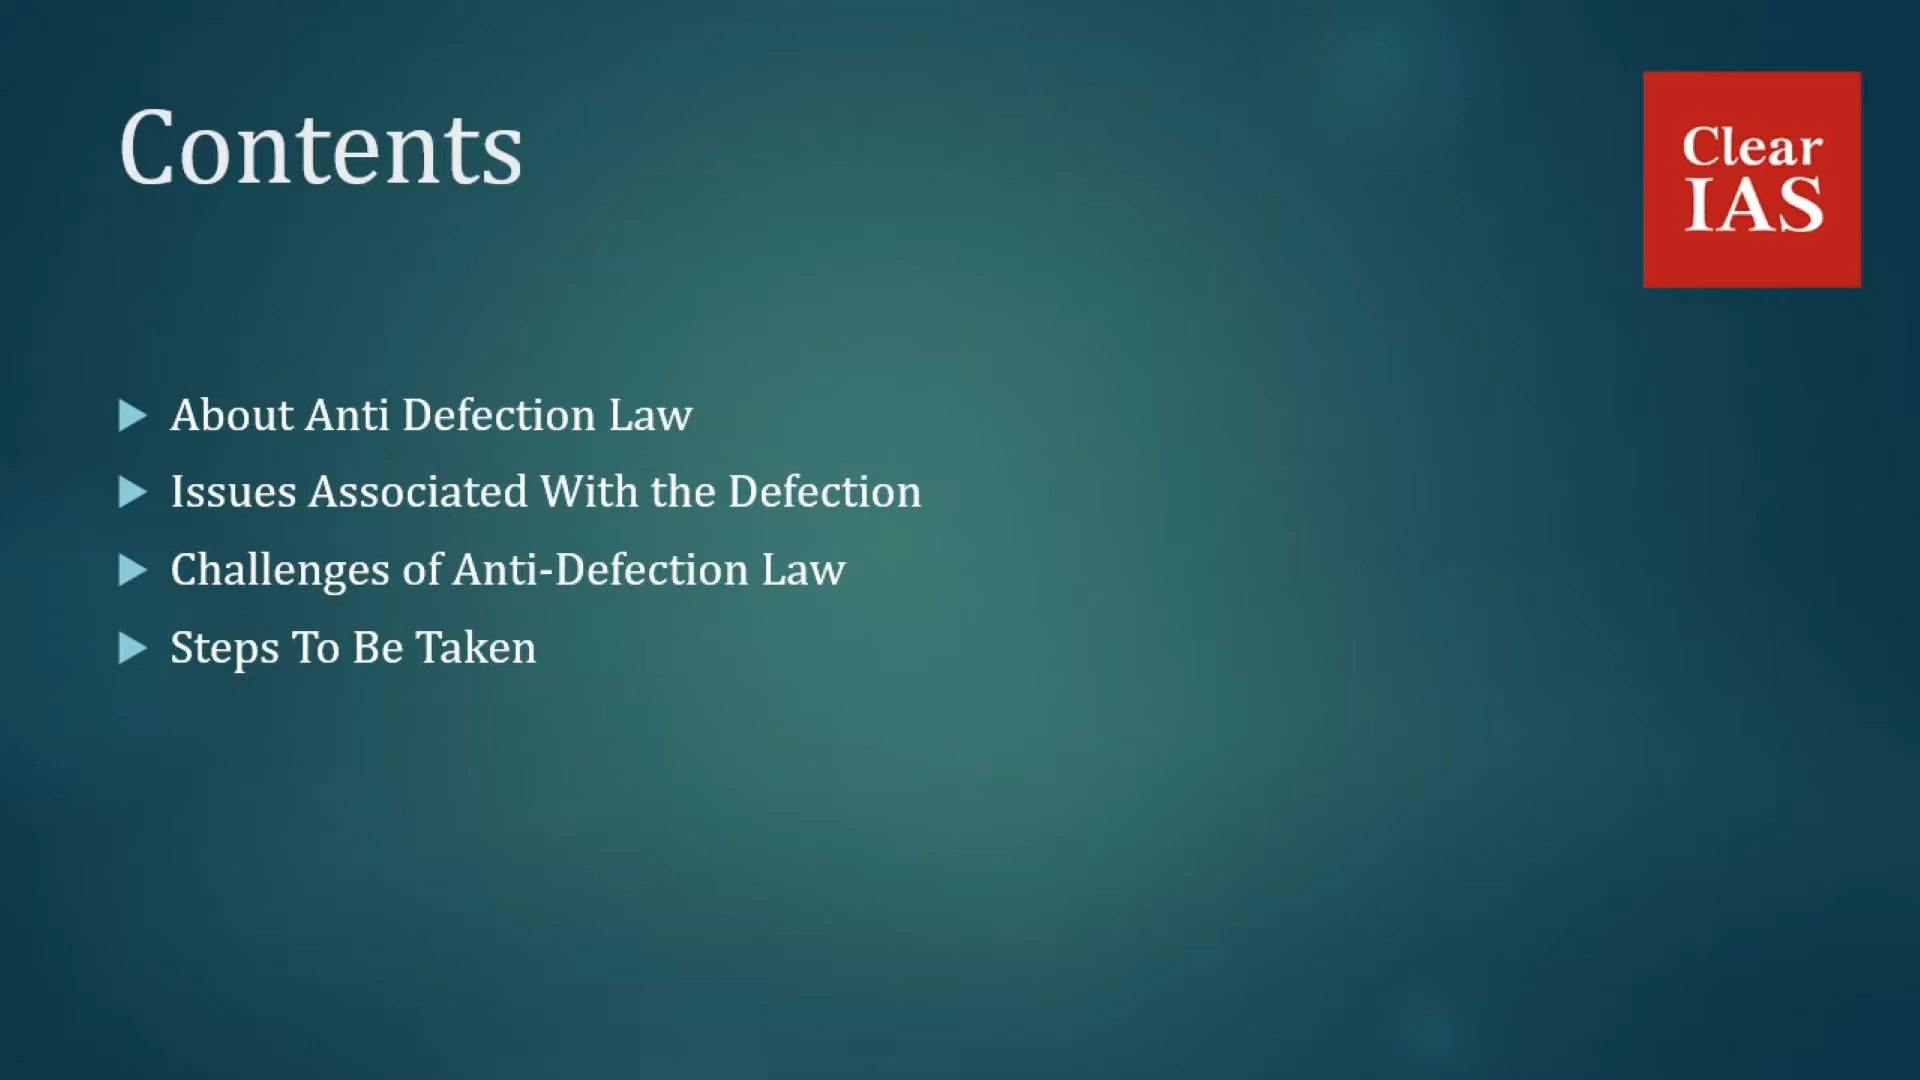 Contents
Clear
IAS
About Anti Defection Law
Issues Associated With the Defection
Challenges of Anti-Defection Law
Steps To Be Taken